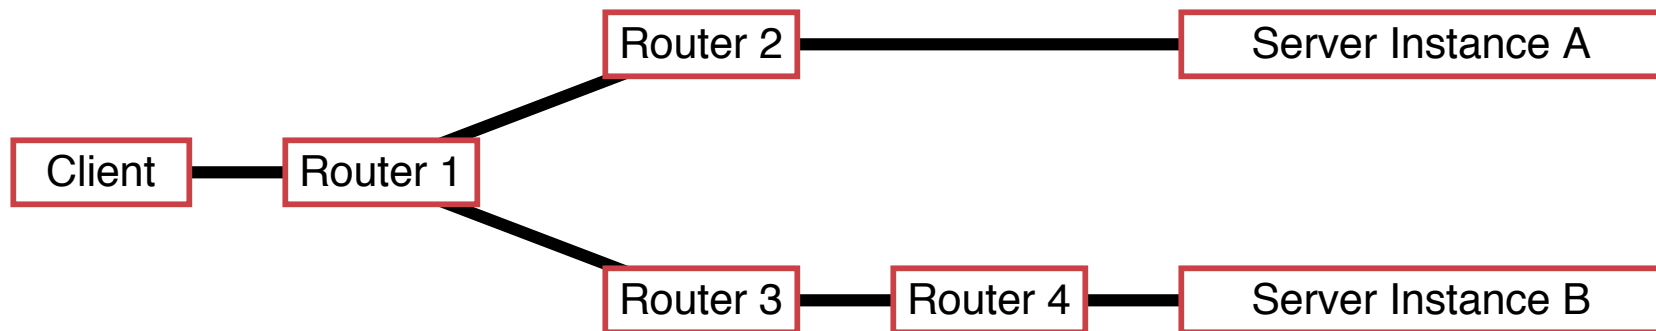 Router 2
Server Instance A
Client
Router 1
Router 3
Router 4
Server Instance B